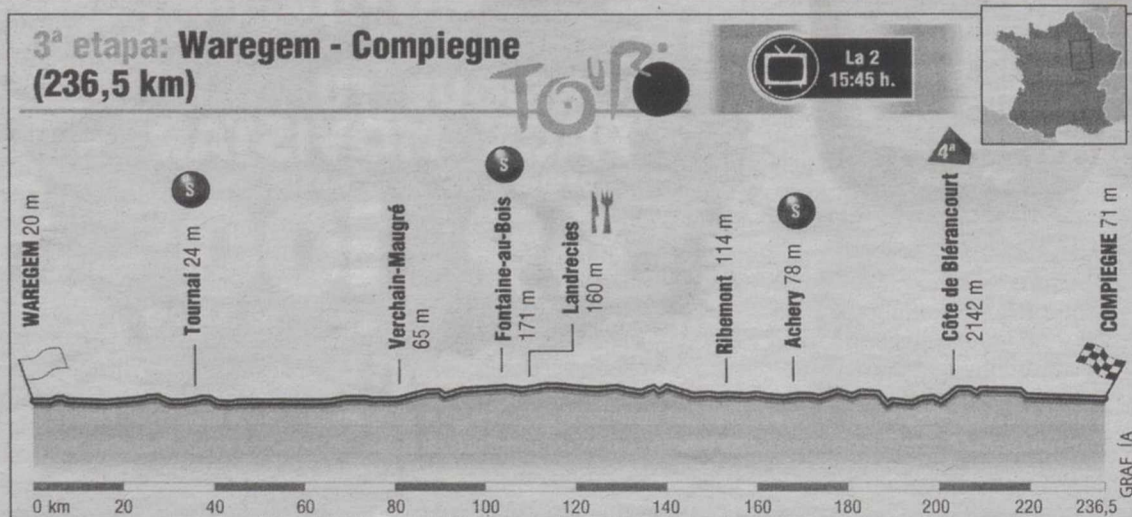 3ª etapa: Waregem - Compiegne
(236,5 km)
TOUR
La 2
15:45 h.
WAREGEM 20 m
S
Tournai 24 m
Verchain-Maugré
65 m
S
Fontaine-au-Bois
171 m
Landrecies
160 m
Ribemont 114 m
S
Achery 78 m
4ª
Côte de Blérancourt
2142 m
COMPIEGNE 71 m
0 km 20 40 60 80 100 120 140 160 180 200 220 236,5
GRAF. ÍA